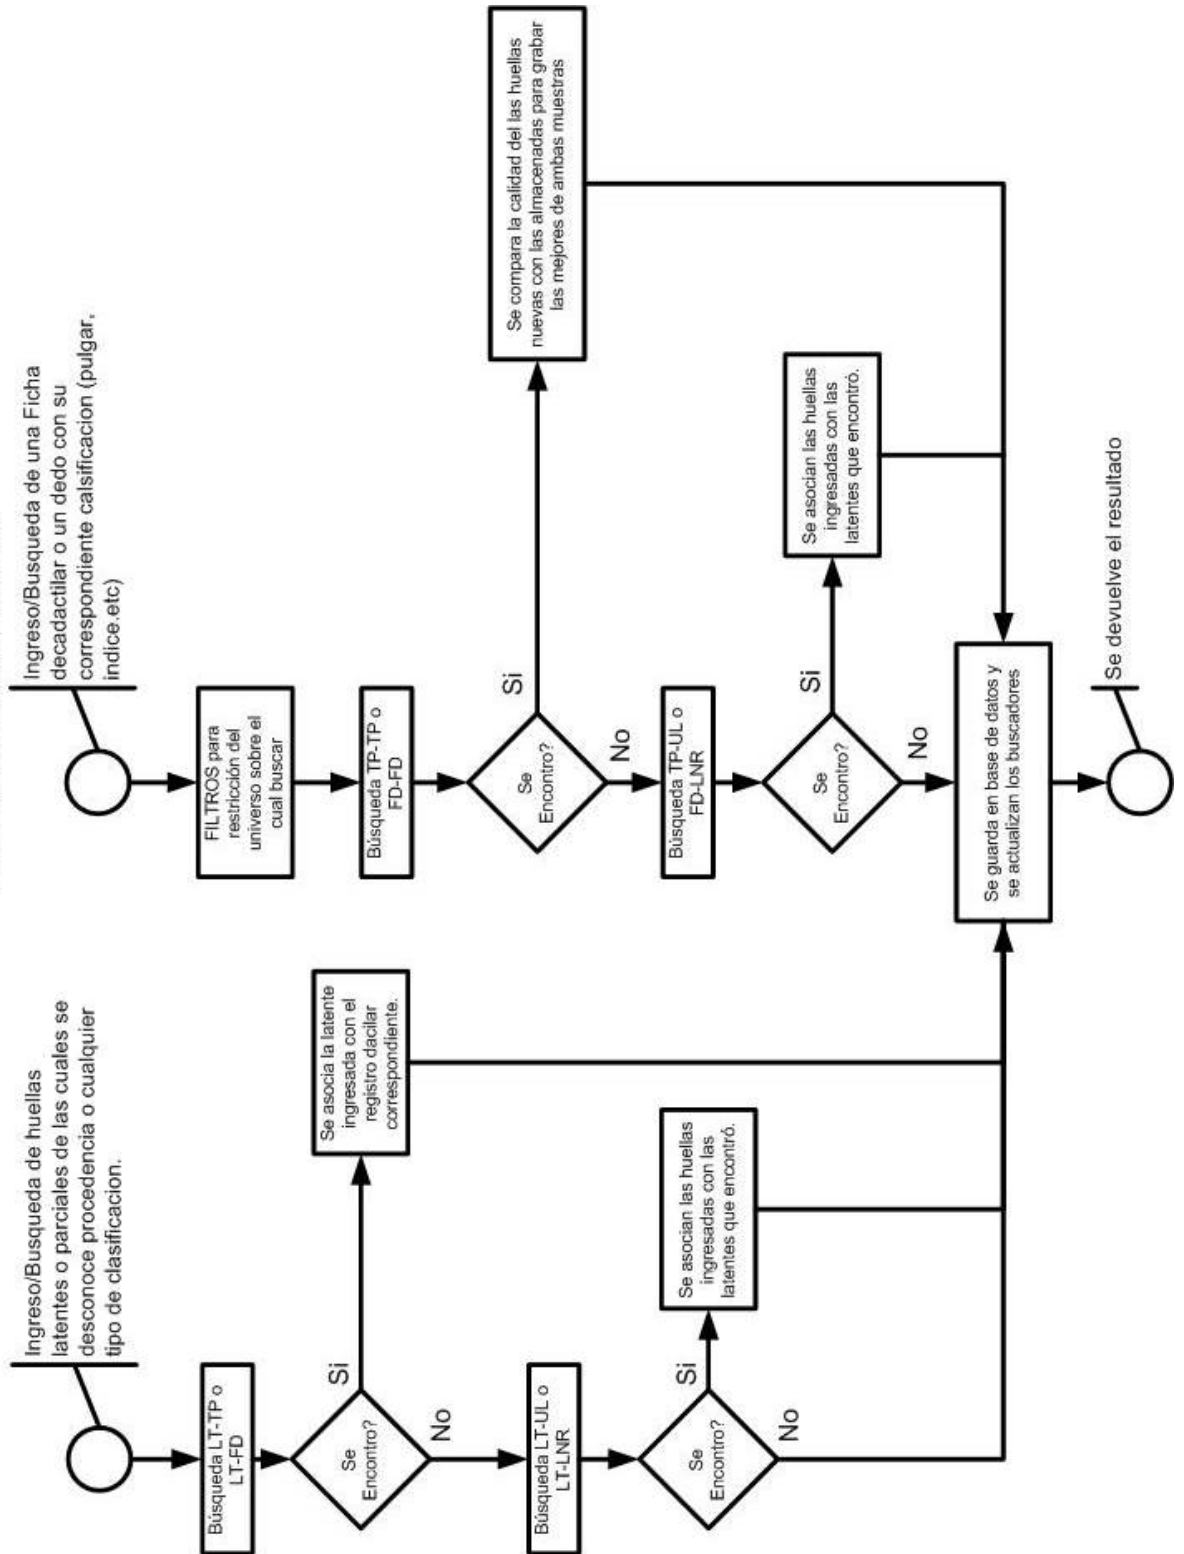 Ingreso/Busqueda de huellas
latentes o parciales de las cuales se
desconoce procedencia o cualquier
tipo de clasificacion.
Búsqueda LT-TP o
LT-FD
Se
Encontro?
Si
No
Se asocia la latente
ingresada con el
registro dacilar
correspondiente.
Búsqueda LT-UL o
LT-LNR
Se
Encontro?
Si
No
Se asocian las huellas
ingresadas con las
latentes que encontró.
Ingreso/Busqueda de una Ficha
decadactilar o un dedo con su
correspondiente calsificacion (pulgar,
indice.etc)
FILTROS para
restricón del
universo sobre el
cual buscar
Búsqueda TP-TP o
FD-FD
Se
Encontro?
Si
No
Se compara la calidad del las huellas
nuevas con las almacenadas para grabar
las mejores de ambas muestras
Búsqueda TP-UL o
FD-LNR
Se
Encontro?
Si
No
Se asocian las huellas
ingresadas con las
latentes que encontró.
Se guarda en base de datos y
se actualizan los buscadores
Se devuelve el resultado